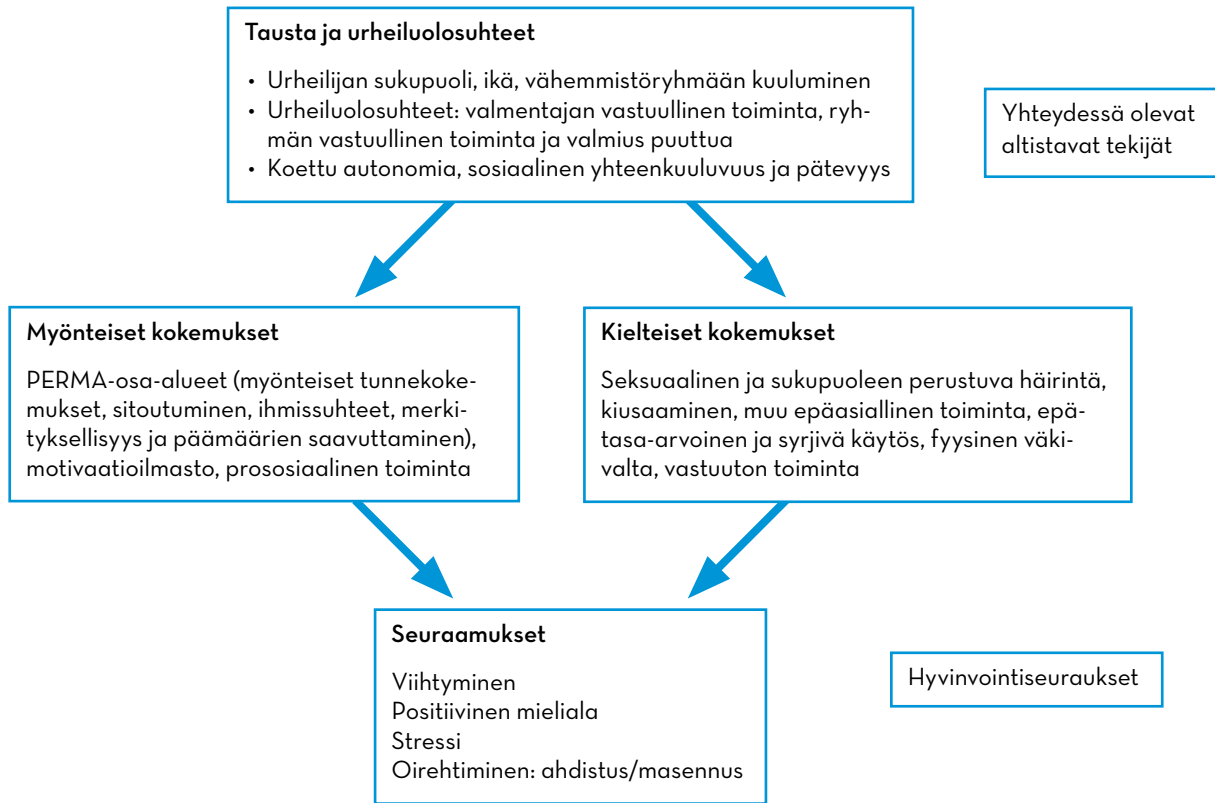 Tausta ja urheiluolosuhteet
• Urheilijan sukupuoli, ikä, vähemmistöryhmään kuuluminen
• Urheiluolosuhteet: valmentajan vastuullinen toiminta, ryh-
män vastuullinen toiminta ja valmius puuttua
• Koettu autonomia, sosiaalinen yhteenkuuluvuus ja pätevyys
Yhteydessä olevat
altistavat tekijät
Myönteiset kokemukset
PERMA-osa-alueet (myönteiset tunnekoke-
mukset, sitoutuminen, ihmissuhteet, merki-
tyksellisyys ja päämäärien saavuttaminen),
motivaatioilmasto, prososiaalinen toiminta
Kielteiset kokemukset
Seksuaalinen ja sukupuoleen perustuva häirintä,
kiusaaminen, muu epäasiallinen toiminta, epä-
tasa-arvoinen ja syrjivä käytös, fyysinen väki-
valta, vastuuton toiminta
Seuraamukset
Viihtyminen
Positiivinen mieliala
Stressi
Oirehtiminen: ahdistus/masennus
Hyvinvointiseuraukset